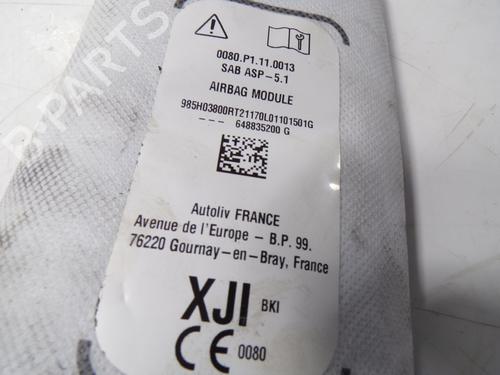 0080.P1.11.0013
SAB ASP-5.1
AIRBAG MODULE
985H03800RT21170L01101501G
--- 648835200 G
Autoliv FRANCE
Avenue de l'Europe - B.P. 99.
76220 Gournay-en-Bray, France
XJI BKI
CE 0080